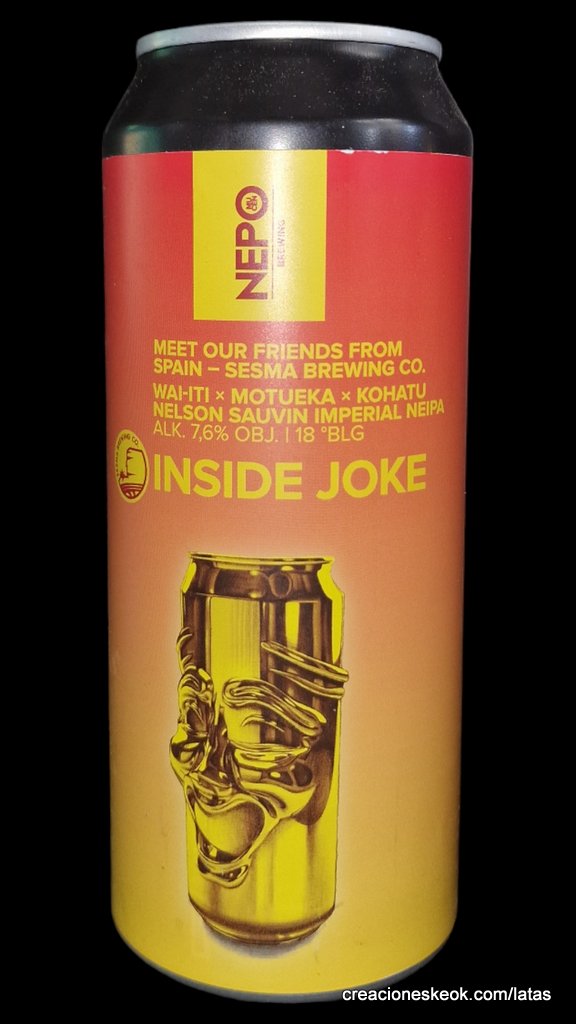 NEPO
BREWING
MEET OUR FRIENDS FROM
SPAIN – SESMA BREWING CO.
WAI-ITI × MOTUEKA × KOHATU
NELSON SAUVIN IMPERIAL NEIPA
ALK. 7,6% OBJ. | 18 °BLG
INSIDE JOKE
creacioneskeok.com/latas